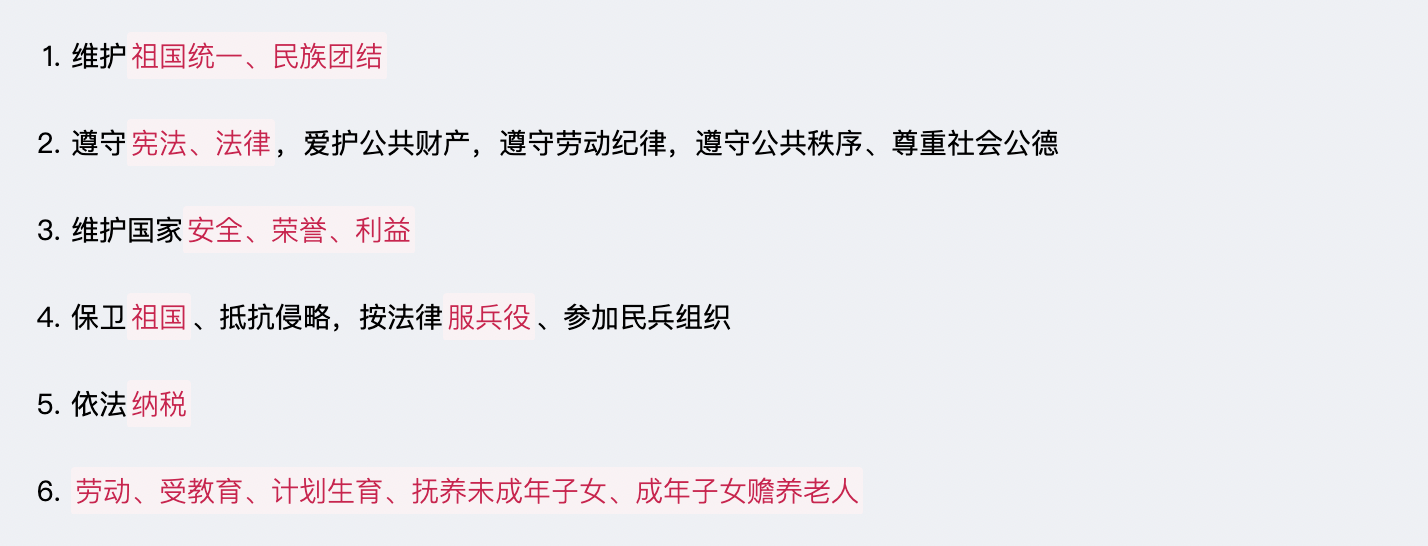 1. 维护祖国统一、民族团结
2. 遵守宪法、法律，爱护公共财产，遵守劳动纪律，遵守公共秩序、尊重社会公德
3. 维护国家安全、荣誉、利益
4. 保卫祖国、抵抗侵略，按法律服兵役、参加民兵组织
5. 依法纳税
6. 劳动、受教育、计划生育、抚养未成年子女、成年子女赡养老人